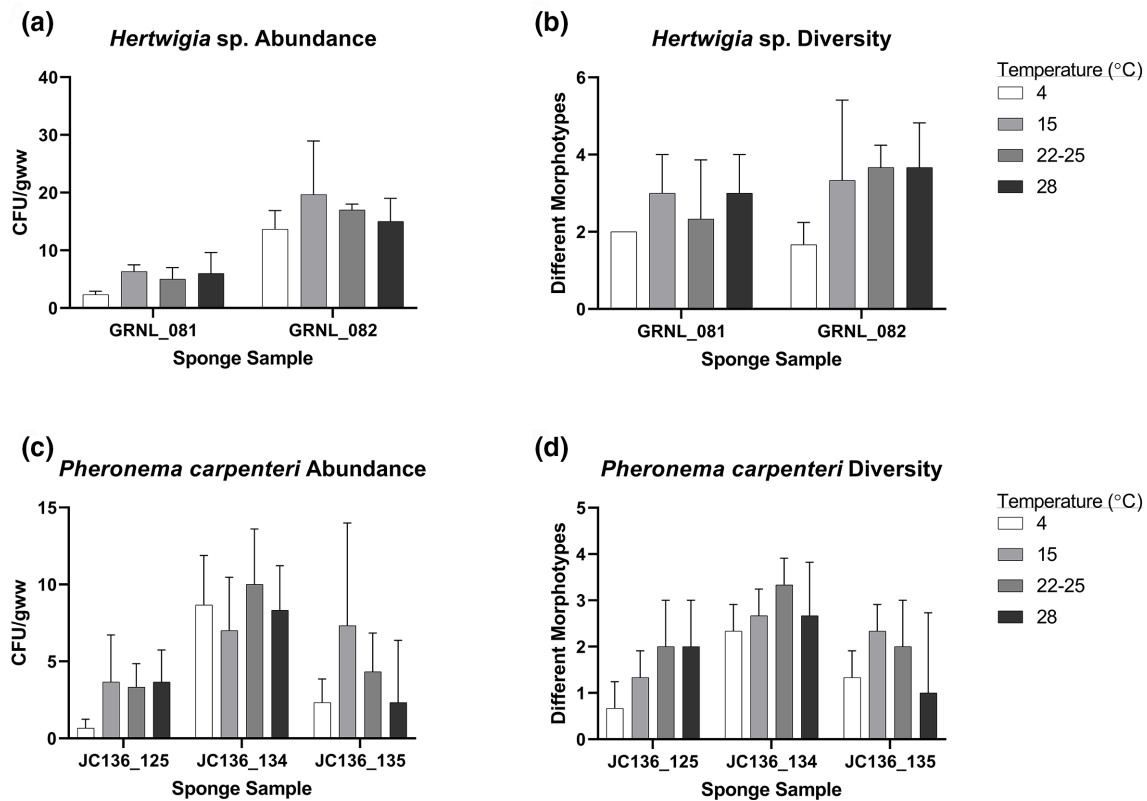 (a)
Hertwigia sp. Abundance
40
30
20
10
0
CFU/gww
GRNL_081 GRNL_082
Sponge Sample
(b)
Hertwigia sp. Diversity
6
4
2
0
Different Morphotypes
GRNL_081 GRNL_082
Sponge Sample
Temperature (°C)
4
15
22-25
28
(c)
Pheronema carpenteri Abundance
15
10
5
0
CFU/gww
JC136_125 JC136_134 JC136_135
Sponge Sample
(d)
Pheronema carpenteri Diversity
5
4
3
2
1
0
Different Morphotypes
JC136_125 JC136_134 JC136_135
Sponge Sample
Temperature (°C)
4
15
22-25
28